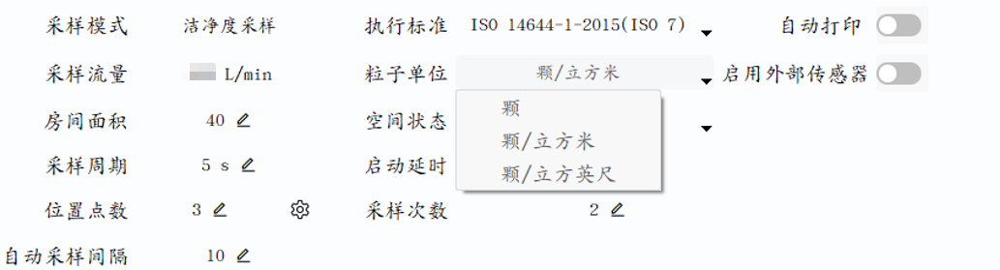 采样模式 洁净度采样 执行标准 ISO 14644-1-2015(ISO 7) 自动打印
采样流量 L/min 粒子单位 颗/立方米 启用外部传感器
颗
房间面积 40 空间状态
颗/立方米
采样周期 5 s 启动延时
颗/立方英尺
位置点数 3 采样次数 2
自动采样间隔 10